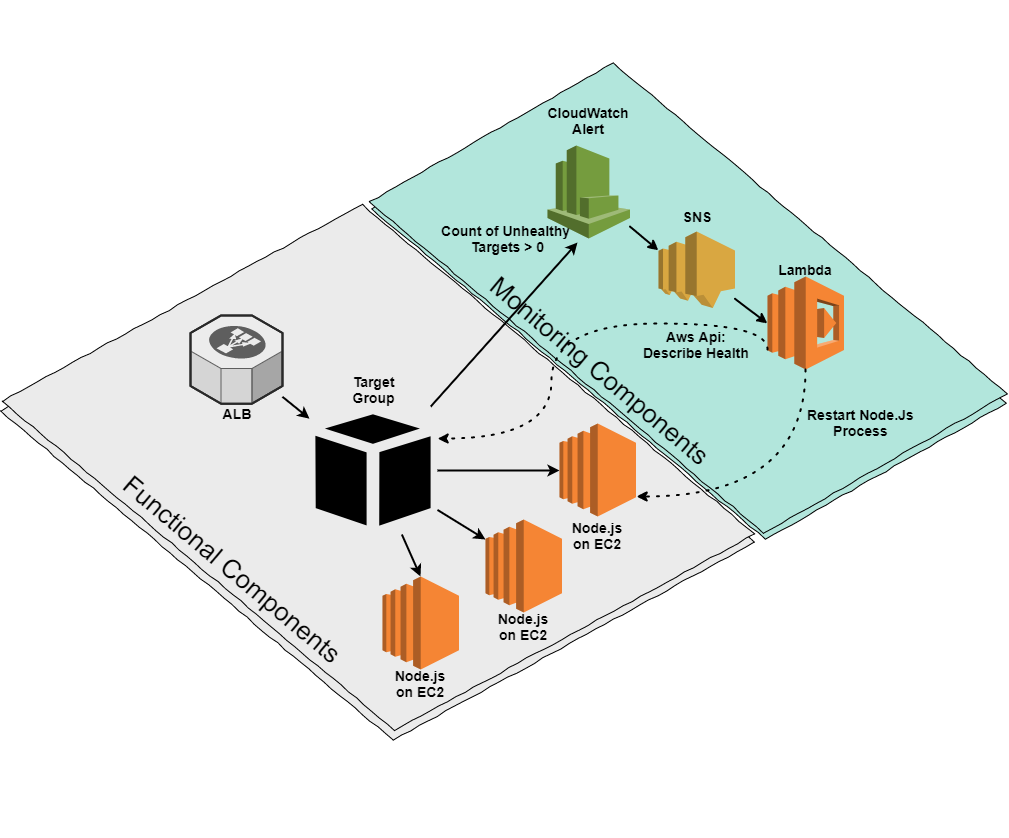 CloudWatch
Alert
SNS
Count of Unhealthy
Targets > 0
Lambda
Monitoring Components
Aws Api:
Describe Health
Target
Group
ALB
Restart Node.Js
Process
Functional Components
Node.js
on EC2
Node.js
on EC2
Node.js
on EC2